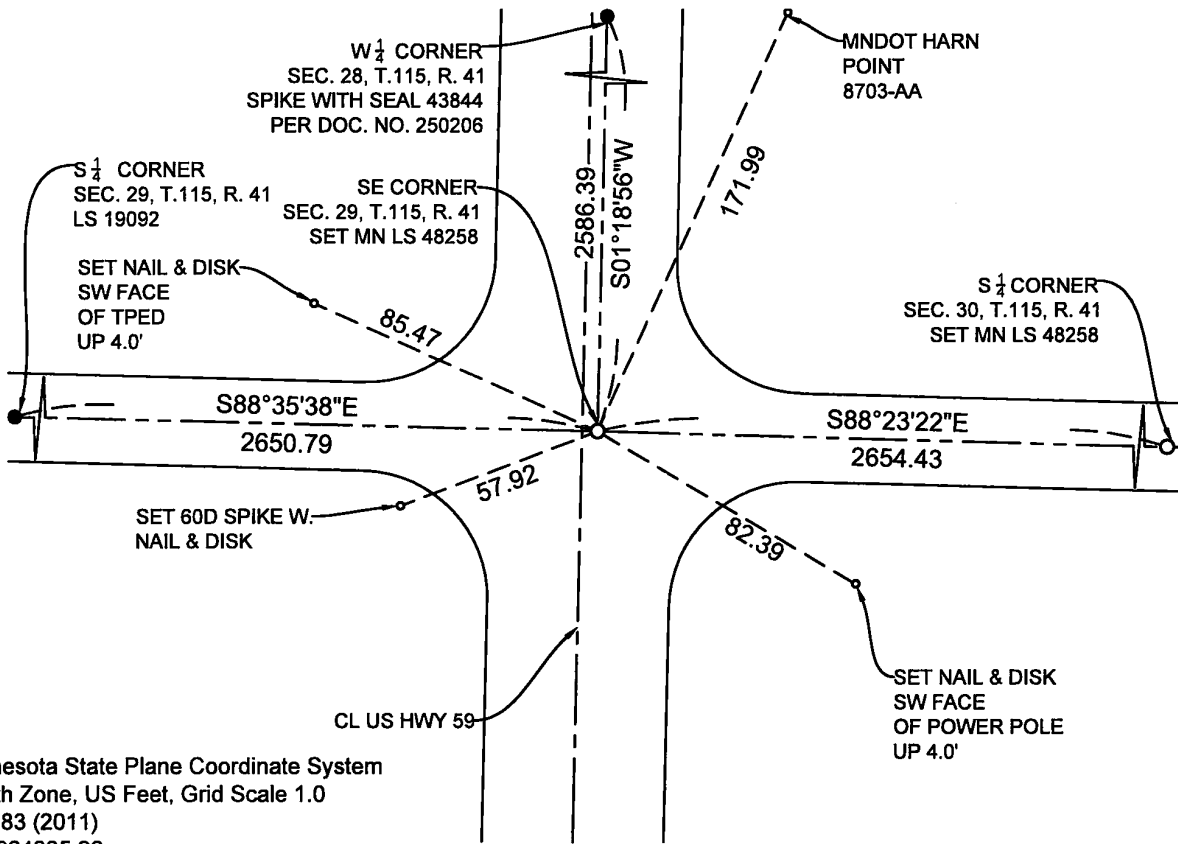 W 1/4 CORNER
SEC. 28, T.115, R. 41
SPIKE WITH SEAL 43844
PER DOC. NO. 250206
MNDOT HARN
POINT
8703-AA
S 1/4 CORNER
SEC. 29, T.115, R. 41
LS 19092
SE CORNER
SEC. 29, T.115, R. 41
SET MN LS 48258
2586.39
S01°18'56"W
171.99
SET NAIL & DISK
SW FACE
OF TPED
UP 4.0'
85.47
S 1/4 CORNER
SEC. 30, T.115, R. 41
SET MN LS 48258
S88°35'38"E
2650.79
S88°23'22"E
2654.43
57.92
SET 60D SPIKE W.
NAIL & DISK
82.39
SET NAIL & DISK
SW FACE
OF POWER POLE
UP 4.0'
CL US HWY 59
nesota State Plane Coordinate System
th Zone, US Feet, Grid Scale 1.0
83 (2011)